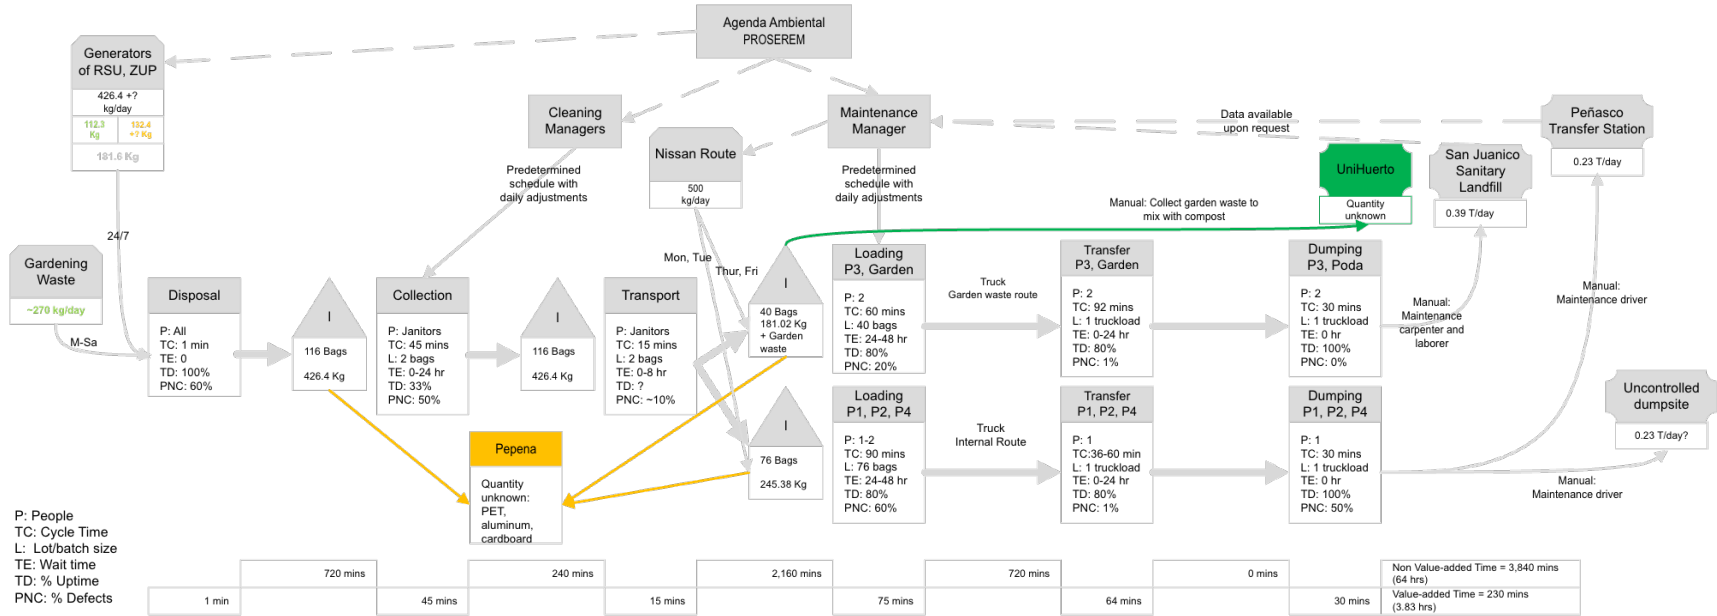 Agenda Ambiental
PROSEREM
Generators
of RSU, ZUP
426.4 +?
kg/day
112.3
Kg
132.4
+? Kg
181.6 Kg
Cleaning
Managers
Maintenance
Manager
Data available
upon request
Peñasco
Transfer Station
0.23 T/day
Nissan Route
500
kg/day
UniHuerto
Quantity
unknown
San Juanico
Sanitary
Landfill
0.39 T/day
Predetermined
schedule with
daily adjustments
Predetermined
schedule with
daily adjustments
Manual: Collect garden waste to
mix with compost
24/7
Mon, Tue
Thur, Fri
Gardening
Waste
~270 kg/day
M-Sa
Disposal
P: All
TC: 1 min
TE: 0
TD: 100%
PNC: 60%
I
116 Bags
426.4 Kg
Collection
P: Janitors
TC: 45 mins
L: 2 bags
TE: 0-24 hr
TD: 33%
PNC: 50%
I
116 Bags
426.4 Kg
Transport
P: Janitors
TC: 15 mins
L: 2 bags
TE: 0-8 hr
TD: ?
PNC: ~10%
I
40 Bags
181.02 Kg
+ Garden
waste
Loading
P3, Garden
P: 2
TC: 60 mins
L: 40 bags
TE: 24-48 hr
TD: 80%
PNC: 20%
Truck
Garden waste route
Transfer
P3, Garden
P: 2
TC: 92 mins
L: 1 truckload
TE: 0-24 hr
TD: 80%
PNC: 1%
Dumping
P3, Poda
P: 2
TC: 30 mins
L: 1 truckload
TE: 0 hr
TD: 100%
PNC: 0%
Manual:
Maintenance
carpenter and
laborer
Manual:
Maintenance driver
I
76 Bags
245.38 Kg
Loading
P1, P2, P4
P: 1-2
TC: 90 mins
L: 76 bags
TE: 24-48 hr
TD: 80%
PNC: 60%
Truck
Internal Route
Transfer
P1, P2, P4
P: 1
TC:36-60 min
L: 1 truckload
TE: 0-24 hr
TD: 80%
PNC: 1%
Dumping
P1, P2, P4
P: 1
TC: 30 mins
L: 1 truckload
TE: 0 hr
TD: 100%
PNC: 50%
Manual:
Maintenance driver
Uncontrolled
dumpsite
0.23 T/day?
Pepena
Quantity
unknown:
PET,
aluminum,
cardboard
P: People
TC: Cycle Time
L: Lot/batch size
TE: Wait time
TD: % Uptime
PNC: % Defects
720 mins
240 mins
2,160 mins
720 mins
0 mins
Non Value-added Time = 3,840 mins
(64 hrs)
1 min
45 mins
15 mins
75 mins
64 mins
30 mins
Value-added Time = 230 mins
(3.83 hrs)